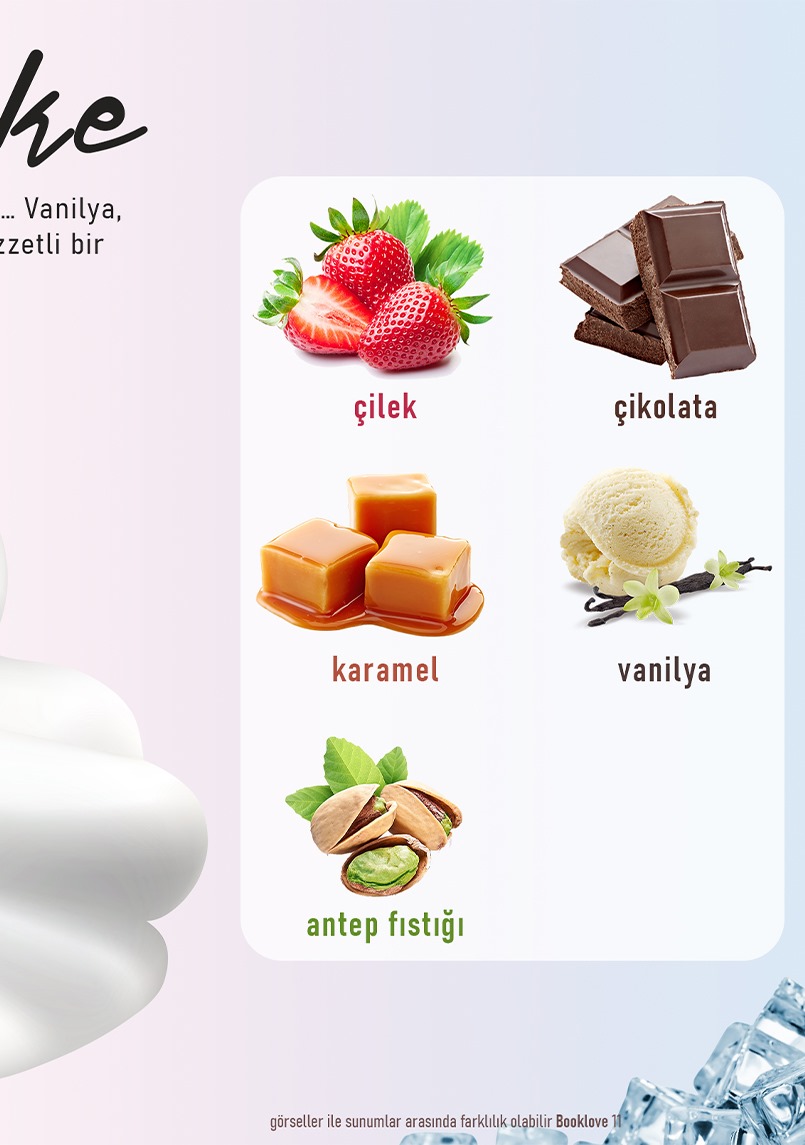 ke
... Vanilya,
zzetli bir
çilek
çikolata
karamel
vanilya
antep fıstığı
görseller ile sunumlar arasında farklılık olabilir Booklove 11